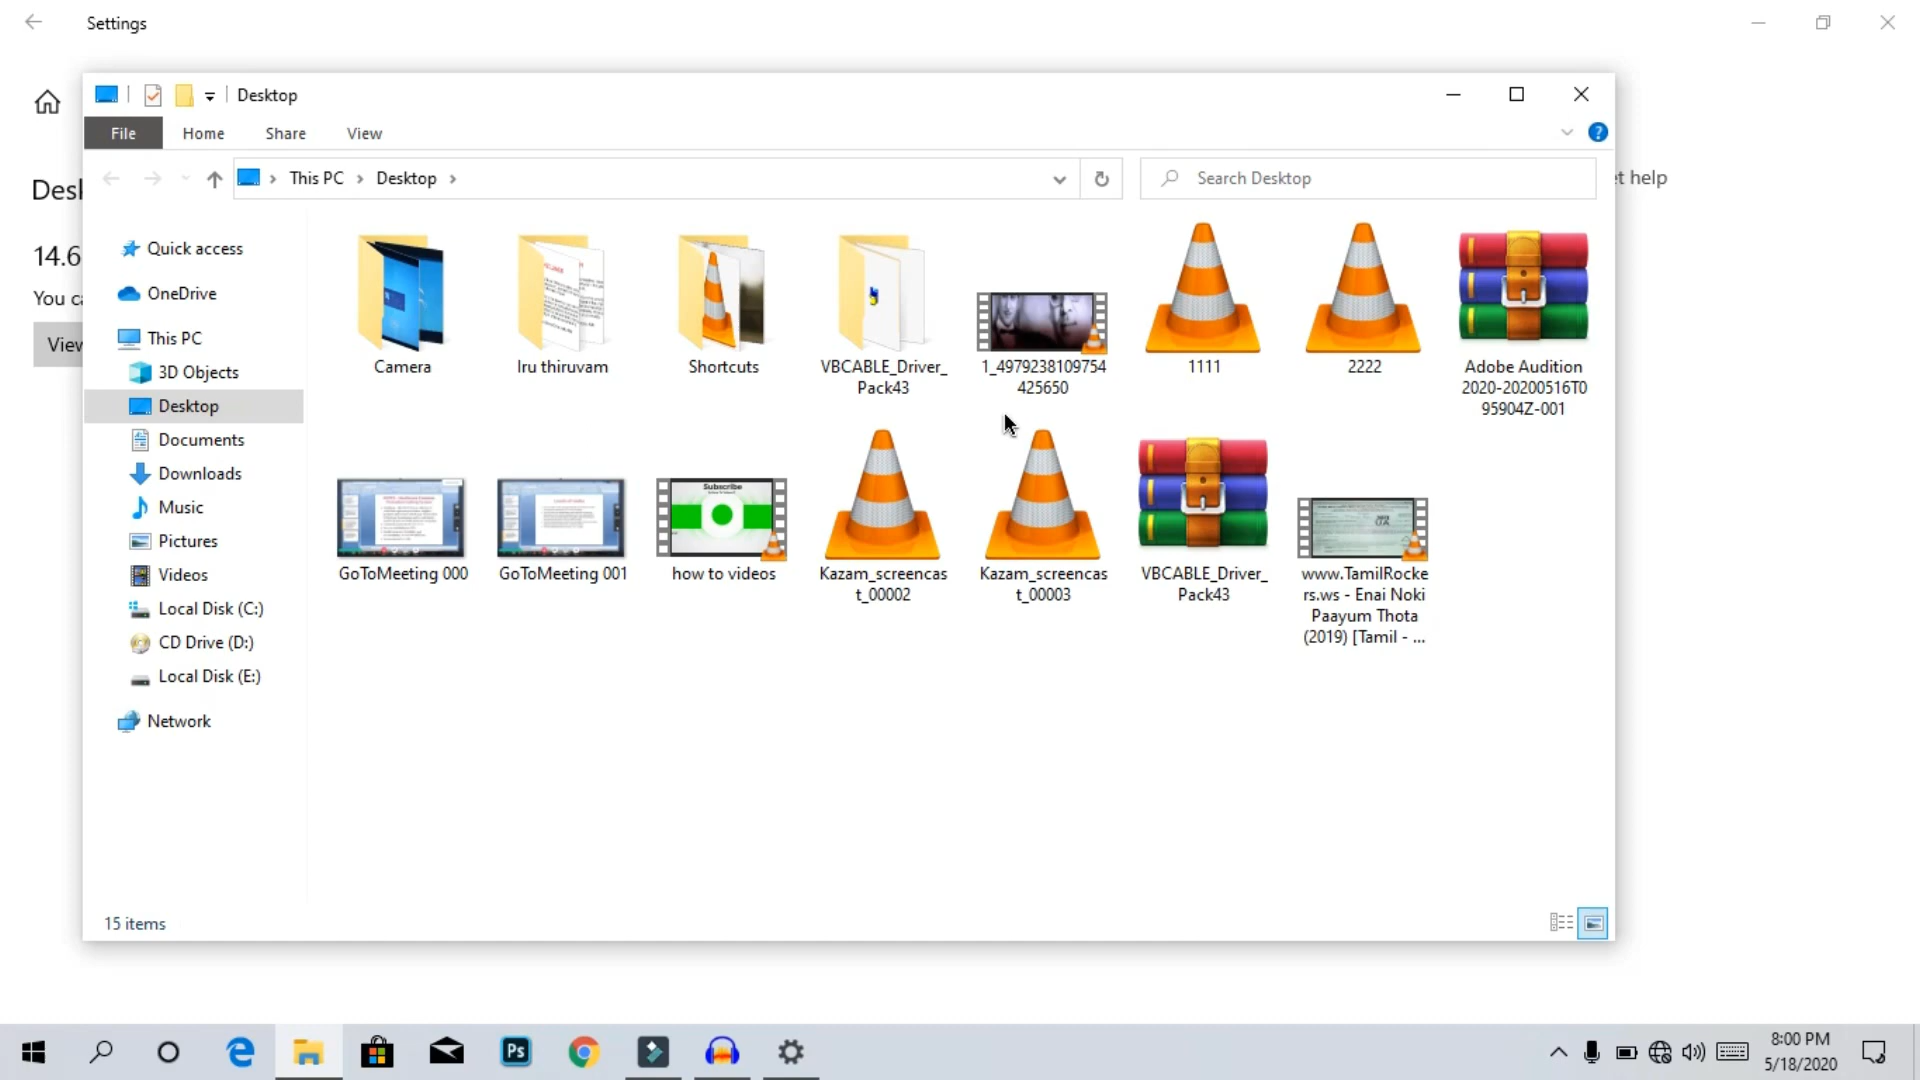 Settings
Desktop
File
Home
Share
View
This PC
Desktop
Search Desktop
Quick access
OneDrive
This PC
3D Objects
Desktop
Documents
Downloads
Music
Pictures
Videos
Local Disk (C:)
CD Drive (D:)
Local Disk (E:)
Network
Camera
Iru thiruvam
Shortcuts
VBCABLE_Driver_
Pack43
1_4979238109754
425650
1111
2222
Adobe Audition
2020-20200516T0
95904Z-001
GoToMeeting 000
GoToMeeting 001
Subscribe
how to videos
Kazam_screencas
t_00002
Kazam_screencas
t_00003
VBCABLE_Driver_
Pack43
www.TamilRocke
rs.ws - Enai Noki
Paayum Thota
(2019) [Tamil - ...
15 items
14.6
You
View
help
Ps
8:00 PM
5/18/2020